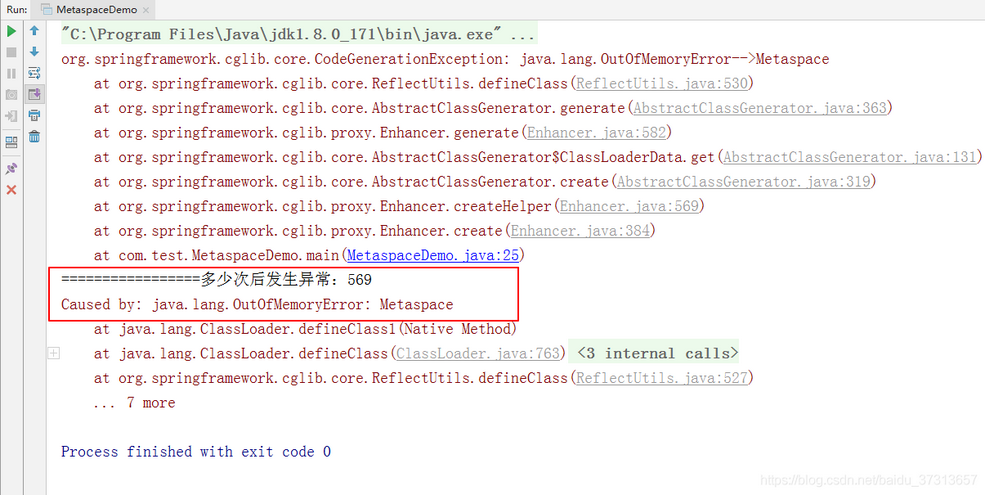 Run: MetaspaceDemo ×
"C:\Program Files\Java\jdk1.8.0_171\bin\java.exe" ...
org.springframework.cglib.core.CodeGenerationException: java.lang.OutOfMemoryError-->Metaspace
at org.springframework.cglib.core.ReflectUtils.defineClass(ReflectUtils.java:530)
at org.springframework.cglib.core.AbstractClassGenerator.generate(AbstractClassGenerator.java:363)
at org.springframework.cglib.proxy.Enhancer.generate(Enhancer.java:582)
at org.springframework.cglib.core.AbstractClassGenerator$ClassLoaderData.get(AbstractClassGenerator.java:131)
at org.springframework.cglib.core.AbstractClassGenerator.create(AbstractClassGenerator.java:319)
at org.springframework.cglib.proxy.Enhancer.createHelper(Enhancer.java:569)
at org.springframework.cglib.proxy.Enhancer.create(Enhancer.java:384)
at com.test.MetaspaceDemo.main(MetaspaceDemo.java:25)
=================多少次后发生异常：569
Caused by: java.lang.OutOfMemoryError: Metaspace
at java.lang.ClassLoader.defineClass1(Native Method)
at java.lang.ClassLoader.defineClass(ClassLoader.java:763) <3 internal calls>
at org.springframework.cglib.core.ReflectUtils.defineClass(ReflectUtils.java:527)
... 7 more
Process finished with exit code 0
https://blog.csdn.net/baidu_37313657